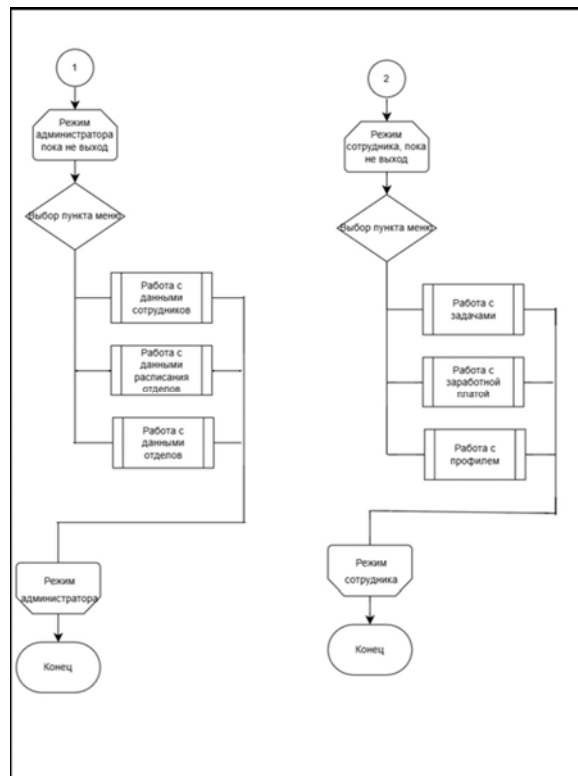 1
Режим
администратора
пока не выход
Выбор пункта меню
Работа с
данными
сотрудников
Работа с
данными
расписания
отделов
Работа с
данными
отделов
Режим
администратора
Конец
2
Режим
сотрудника, пока
не выход
Выбор пункта меню
Работа с
задачами
Работа с
заработной
платой
Работа с
профилем
Режим
сотрудника
Конец